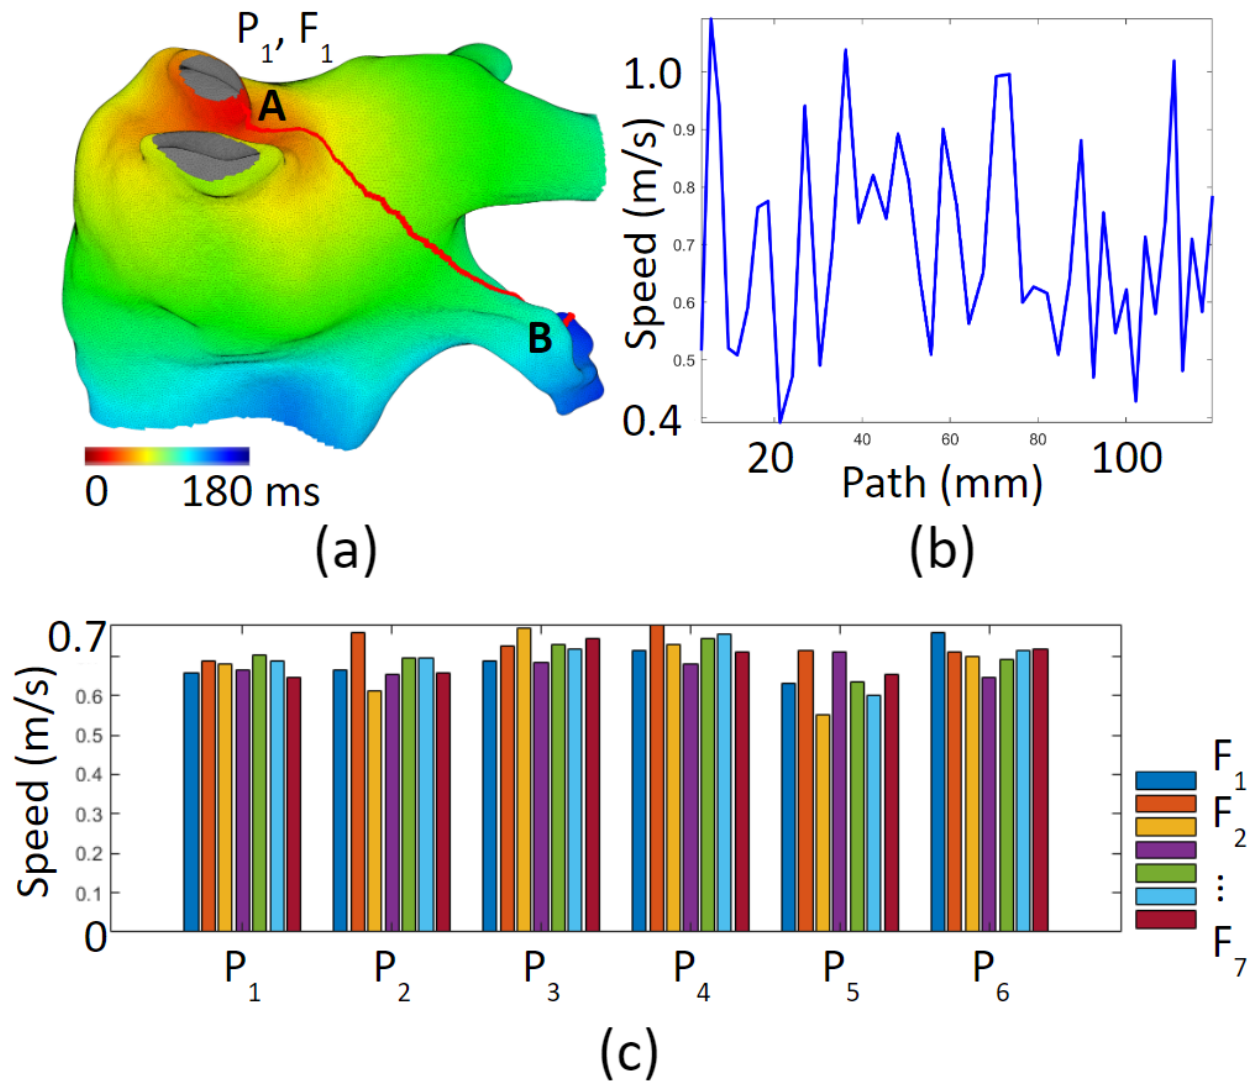 P1, F1
A
B
0 180 ms
(a)
1.0
0.9
0.8
0.7
0.6
0.5
0.4
Speed (m/s)
20 40 60 80 100
Path (mm)
(b)
0.7
0.6
0.5
0.4
0.3
0.2
0.1
0
Speed (m/s)
P1 P2 P3 P4 P5 P6
F1
F2
...
F7
(c)